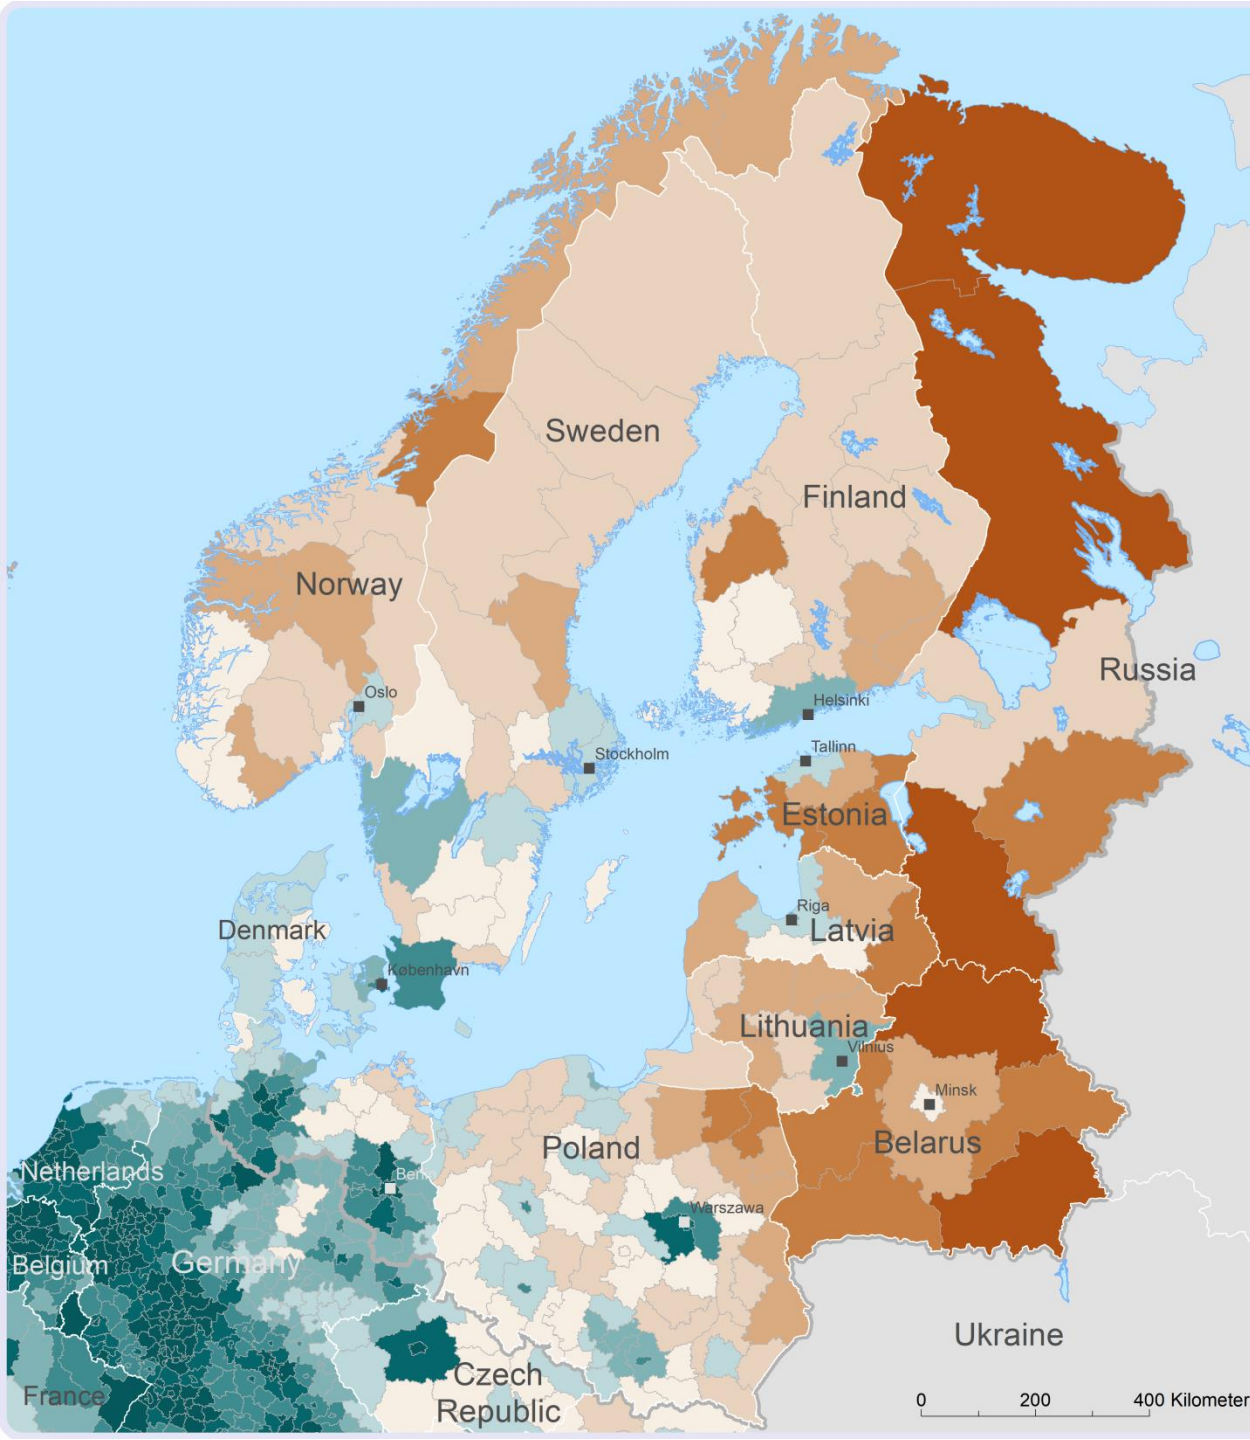 Sweden
Finland
Norway
Russia
Oslo
Helsinki
Stockholm
Tallinn
Estonia
Riga
Latvia
Denmark
København
Lithuania
Vilnius
Minsk
Belarus
Poland
Netherlands
Warszawa
Belgium
Germany
Ukraine
Czech
Republic
France
0 200 400 Kilometer